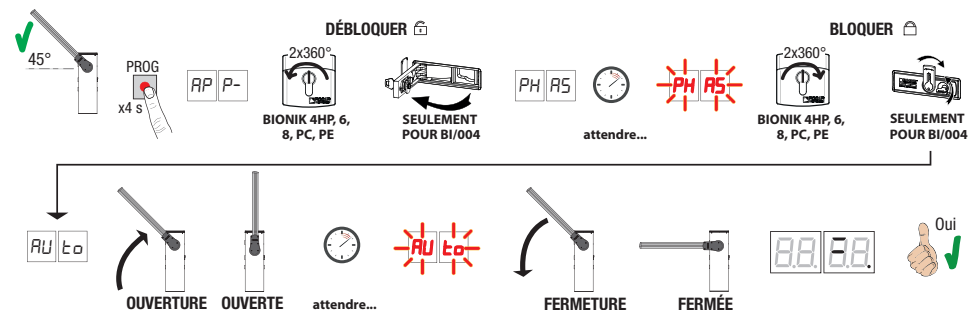 DÉBLOQUER
BLOQUER
45°
PROG
x4 s
AP P-
2x360°
BIONIK 4HP, 6,
8, PC, PE
SEULEMENT
POUR BI/004
PH AS
attendre...
PH AS
2x360°
BIONIK 4HP, 6,
8, PC, PE
SEULEMENT
POUR BI/004
AU to
OUVERTURE
OUVERTE
attendre...
AU to
FERMETURE
FERMÉE
Oui